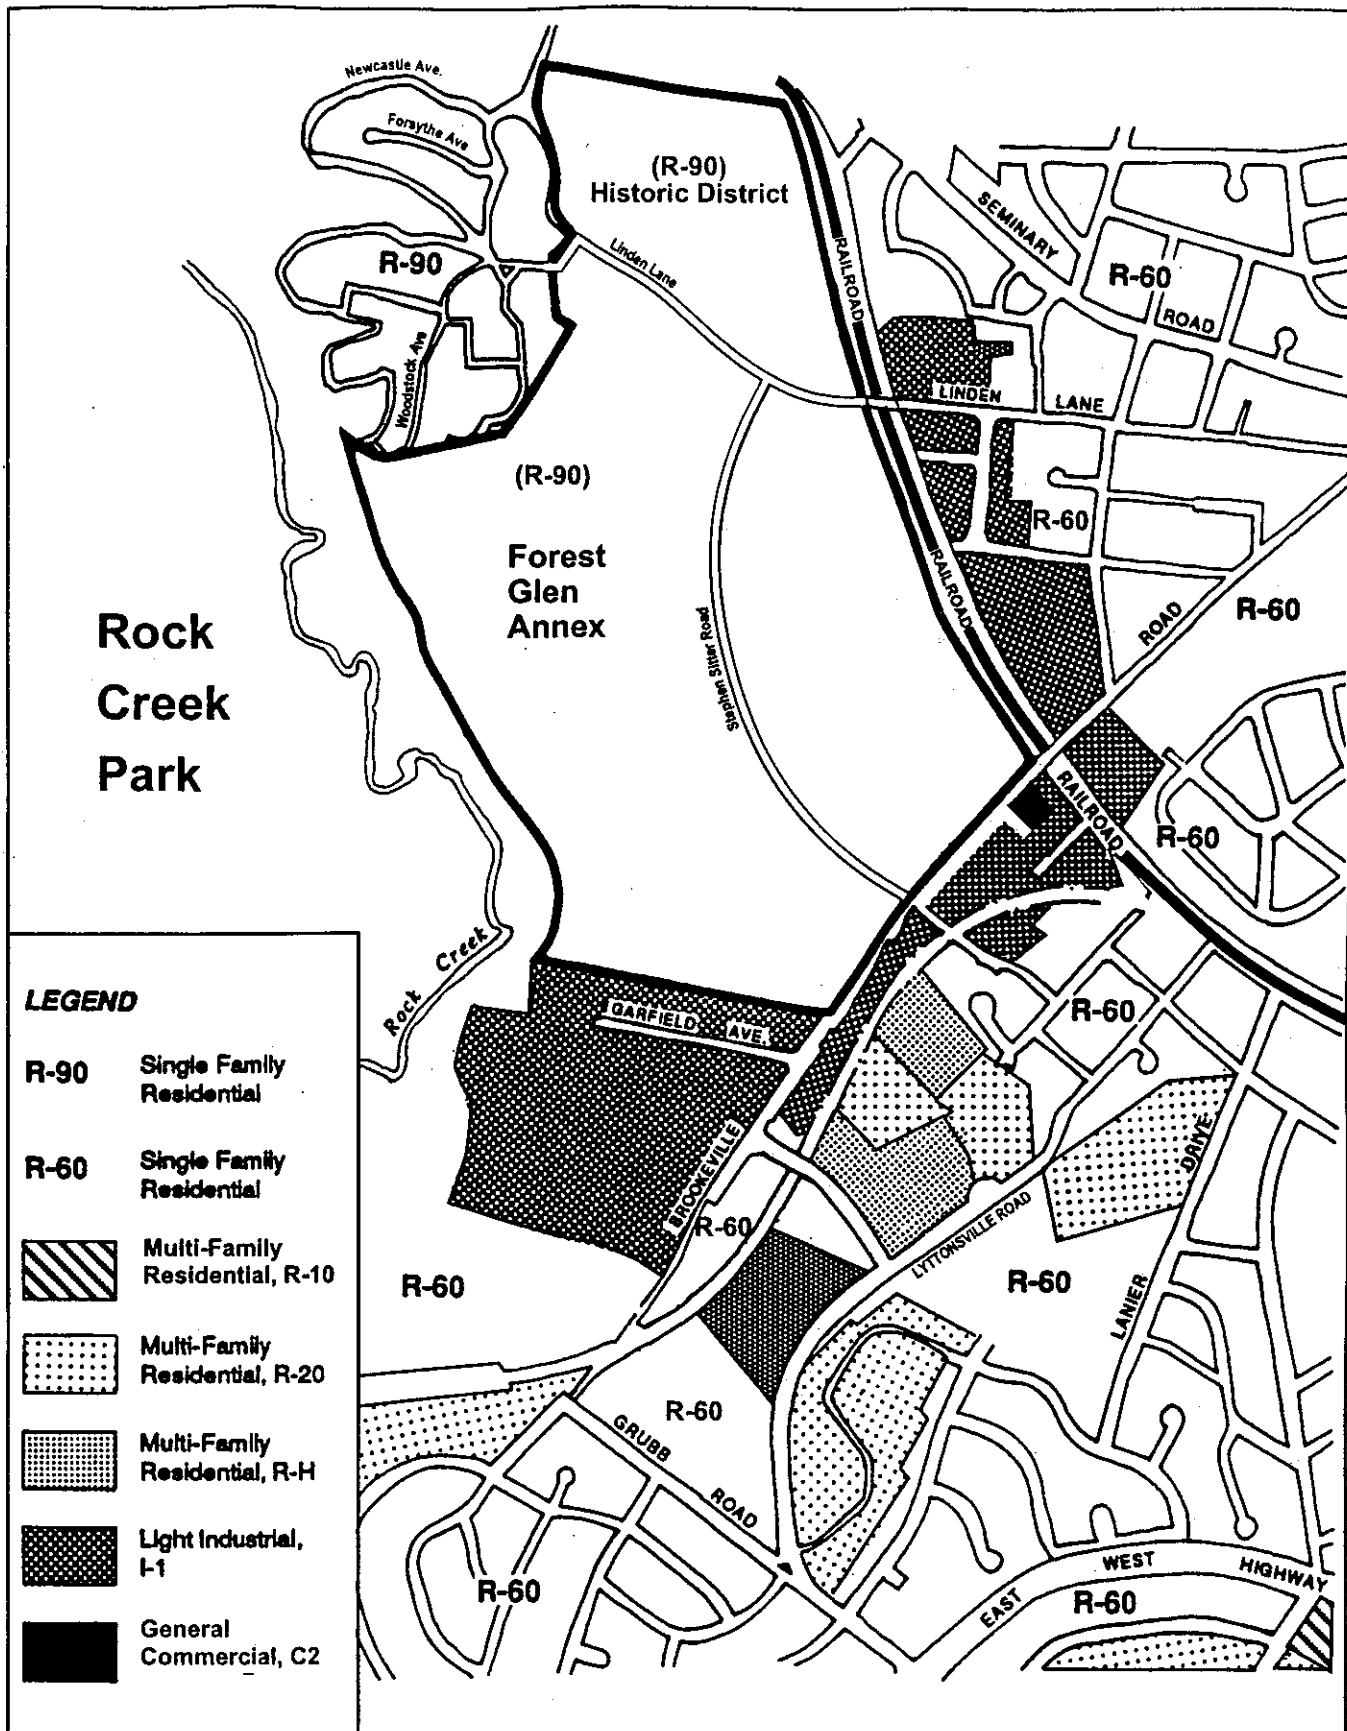 Newcastle Ave.
Forsythe Ave
(R-90)
Historic District
SEMINARY
ROAD
R-60
RAILROAD
Linden Lane
R-90
Woodstock Ave
LINDEN
LANE
(R-90)
R-60
Forest
Glen
Annex
RAILROAD
ROAD
R-60
Rock
Creek
Park
Stephen Sitter Road
RAILROAD
R-60
Rock Creek
GARFIELD AVE.
R-60
BROOKEVILLE
R-60
LYTTONSVILLE ROAD
DRIVE
LANIER
R-60
R-60
R-60
GRUBB
ROAD
R-60
EAST
WEST
HIGHWAY
R-60
LEGEND
R-90 Single Family
Residential
R-60 Single Family
Residential
Multi-Family
Residential, R-10
Multi-Family
Residential, R-20
Multi-Family
Residential, R-H
Light Industrial,
I-1
General
Commercial, C2